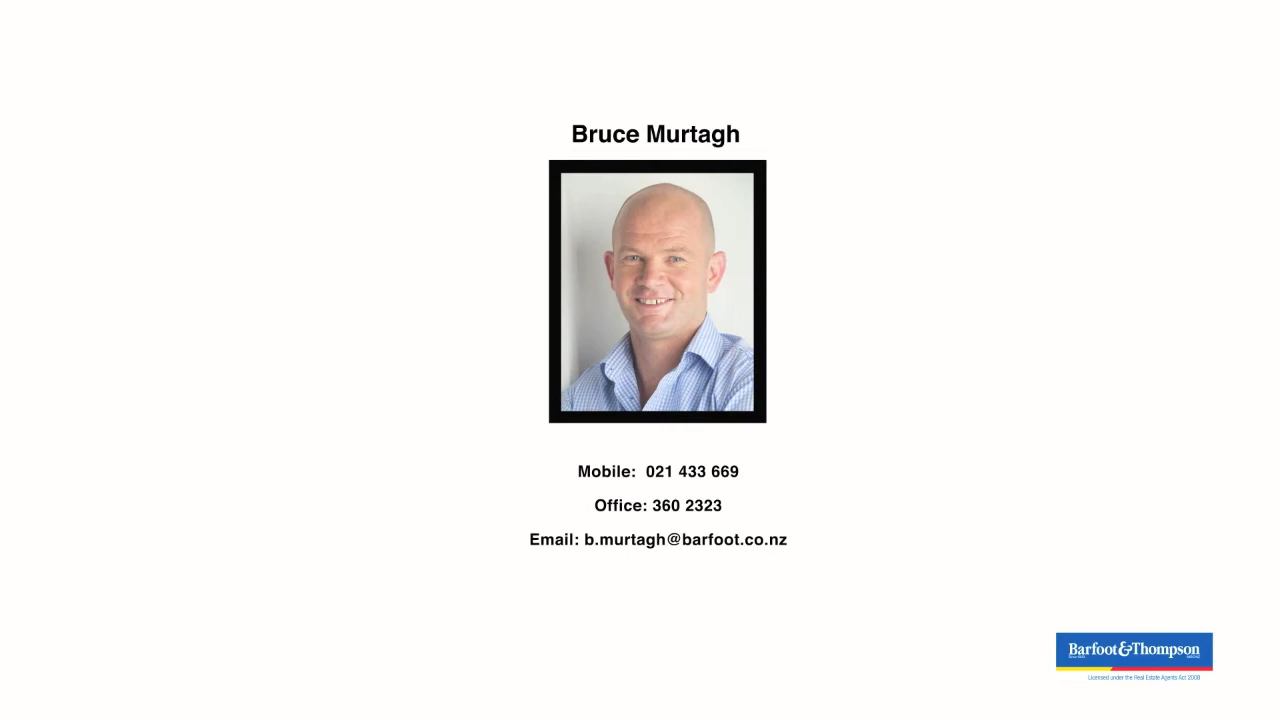 Bruce Murtagh
Mobile: 021 433 669
Office: 360 2323
Email: b.murtagh@barfoot.co.nz
Barfoot&Thompson
Licensed under the Real Estate Agents Act 2008